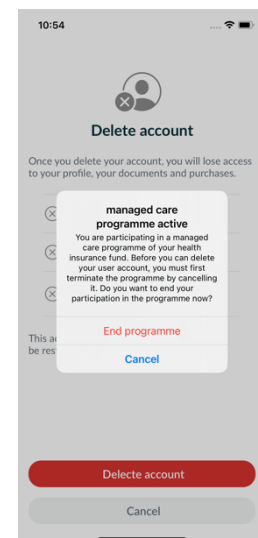 10:54
Delete account
Once you delete your account, you will lose access
to your profile, your documents and purchases.
managed care
programme active
You are participating in a managed
care programme of your health
insurance fund. Before you can delete
your user account, you must first
terminate the programme by cancelling
it. Do you want to end your
participation in the programme now?
End programme
Cancel
This
be
Delecte account
Cancel